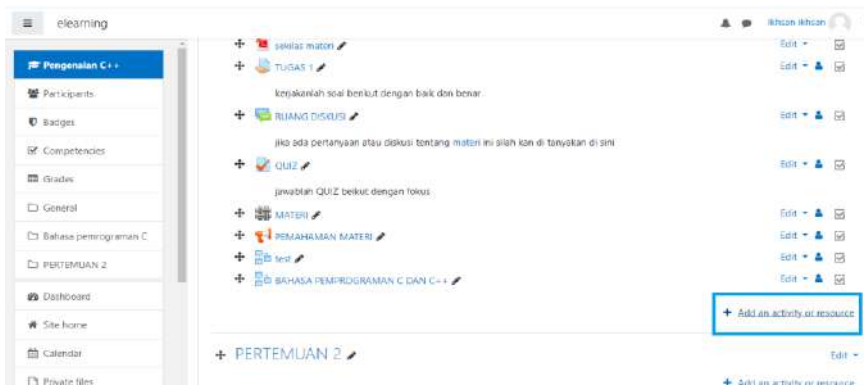 elearning
Ikhsan Ikhsan
Pengenalan C++
Participants
Badges
Competencies
Grades
General
Bahasa pemrograman C
PERTEMUAN 2
Dashboard
Site home
Calendar
Private files
sekilas materi
Edit
TUGAS 1
Edit
kerjakanlah soal berikut dengan baik dan benar.
RUANG DISKUSI
Edit
jika ada pertanyaan atau diskusi tentang materi ini silah kan di tanyakan di sini
QUIZ
Edit
jawablah QUIZ beikut dengan fokus
MATERI
Edit
PEMAHAMAN MATERI
Edit
test
Edit
BAHASA PEMPROGRAMAN C DAN C++
Edit
+ Add an activity or resource
PERTEMUAN 2
Edit
+ Add an activity or resource